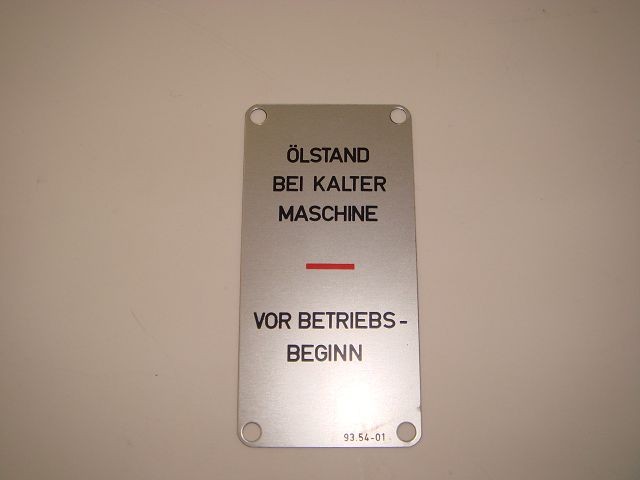 ÖLSTAND
BEI KALTER
MASCHINE
VOR BETRIEBS-
BEGINN
93.54-01